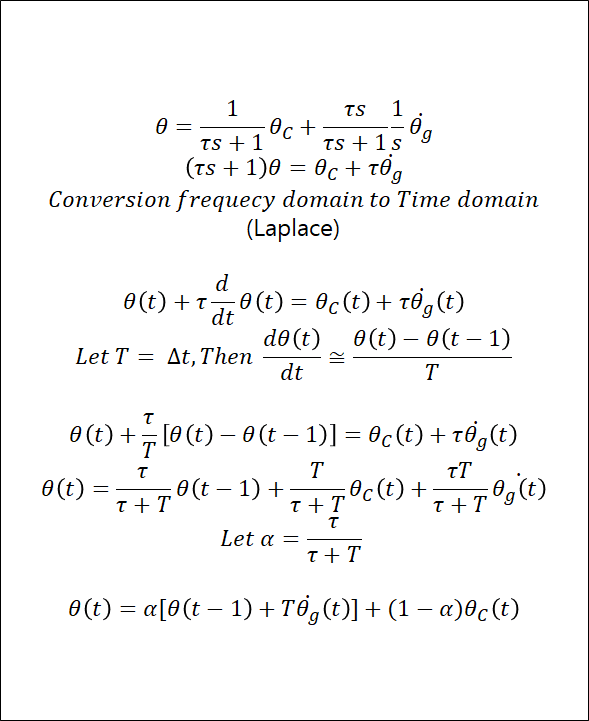 θ = 1/(τs + 1) θ_C + τs/(τs + 1) 1/s θ̇_g
(τs + 1)θ = θ_C + τθ̇_g
Conversion frequecy domain to Time domain
(Laplace)
θ(t) + τ d/dt θ(t) = θ_C(t) + τθ̇_g(t)
Let T = Δt, Then dθ(t)/dt ≅ (θ(t) − θ(t − 1))/T
θ(t) + τ/T [θ(t) − θ(t − 1)] = θ_C(t) + τθ̇_g(t)
θ(t) = τ/(τ + T) θ(t − 1) + T/(τ + T) θ_C(t) + τT/(τ + T) θ̇_g(t)
Let α = τ/(τ + T)
θ(t) = α[θ(t − 1) + Tθ̇_g(t)] + (1 − α)θ_C(t)